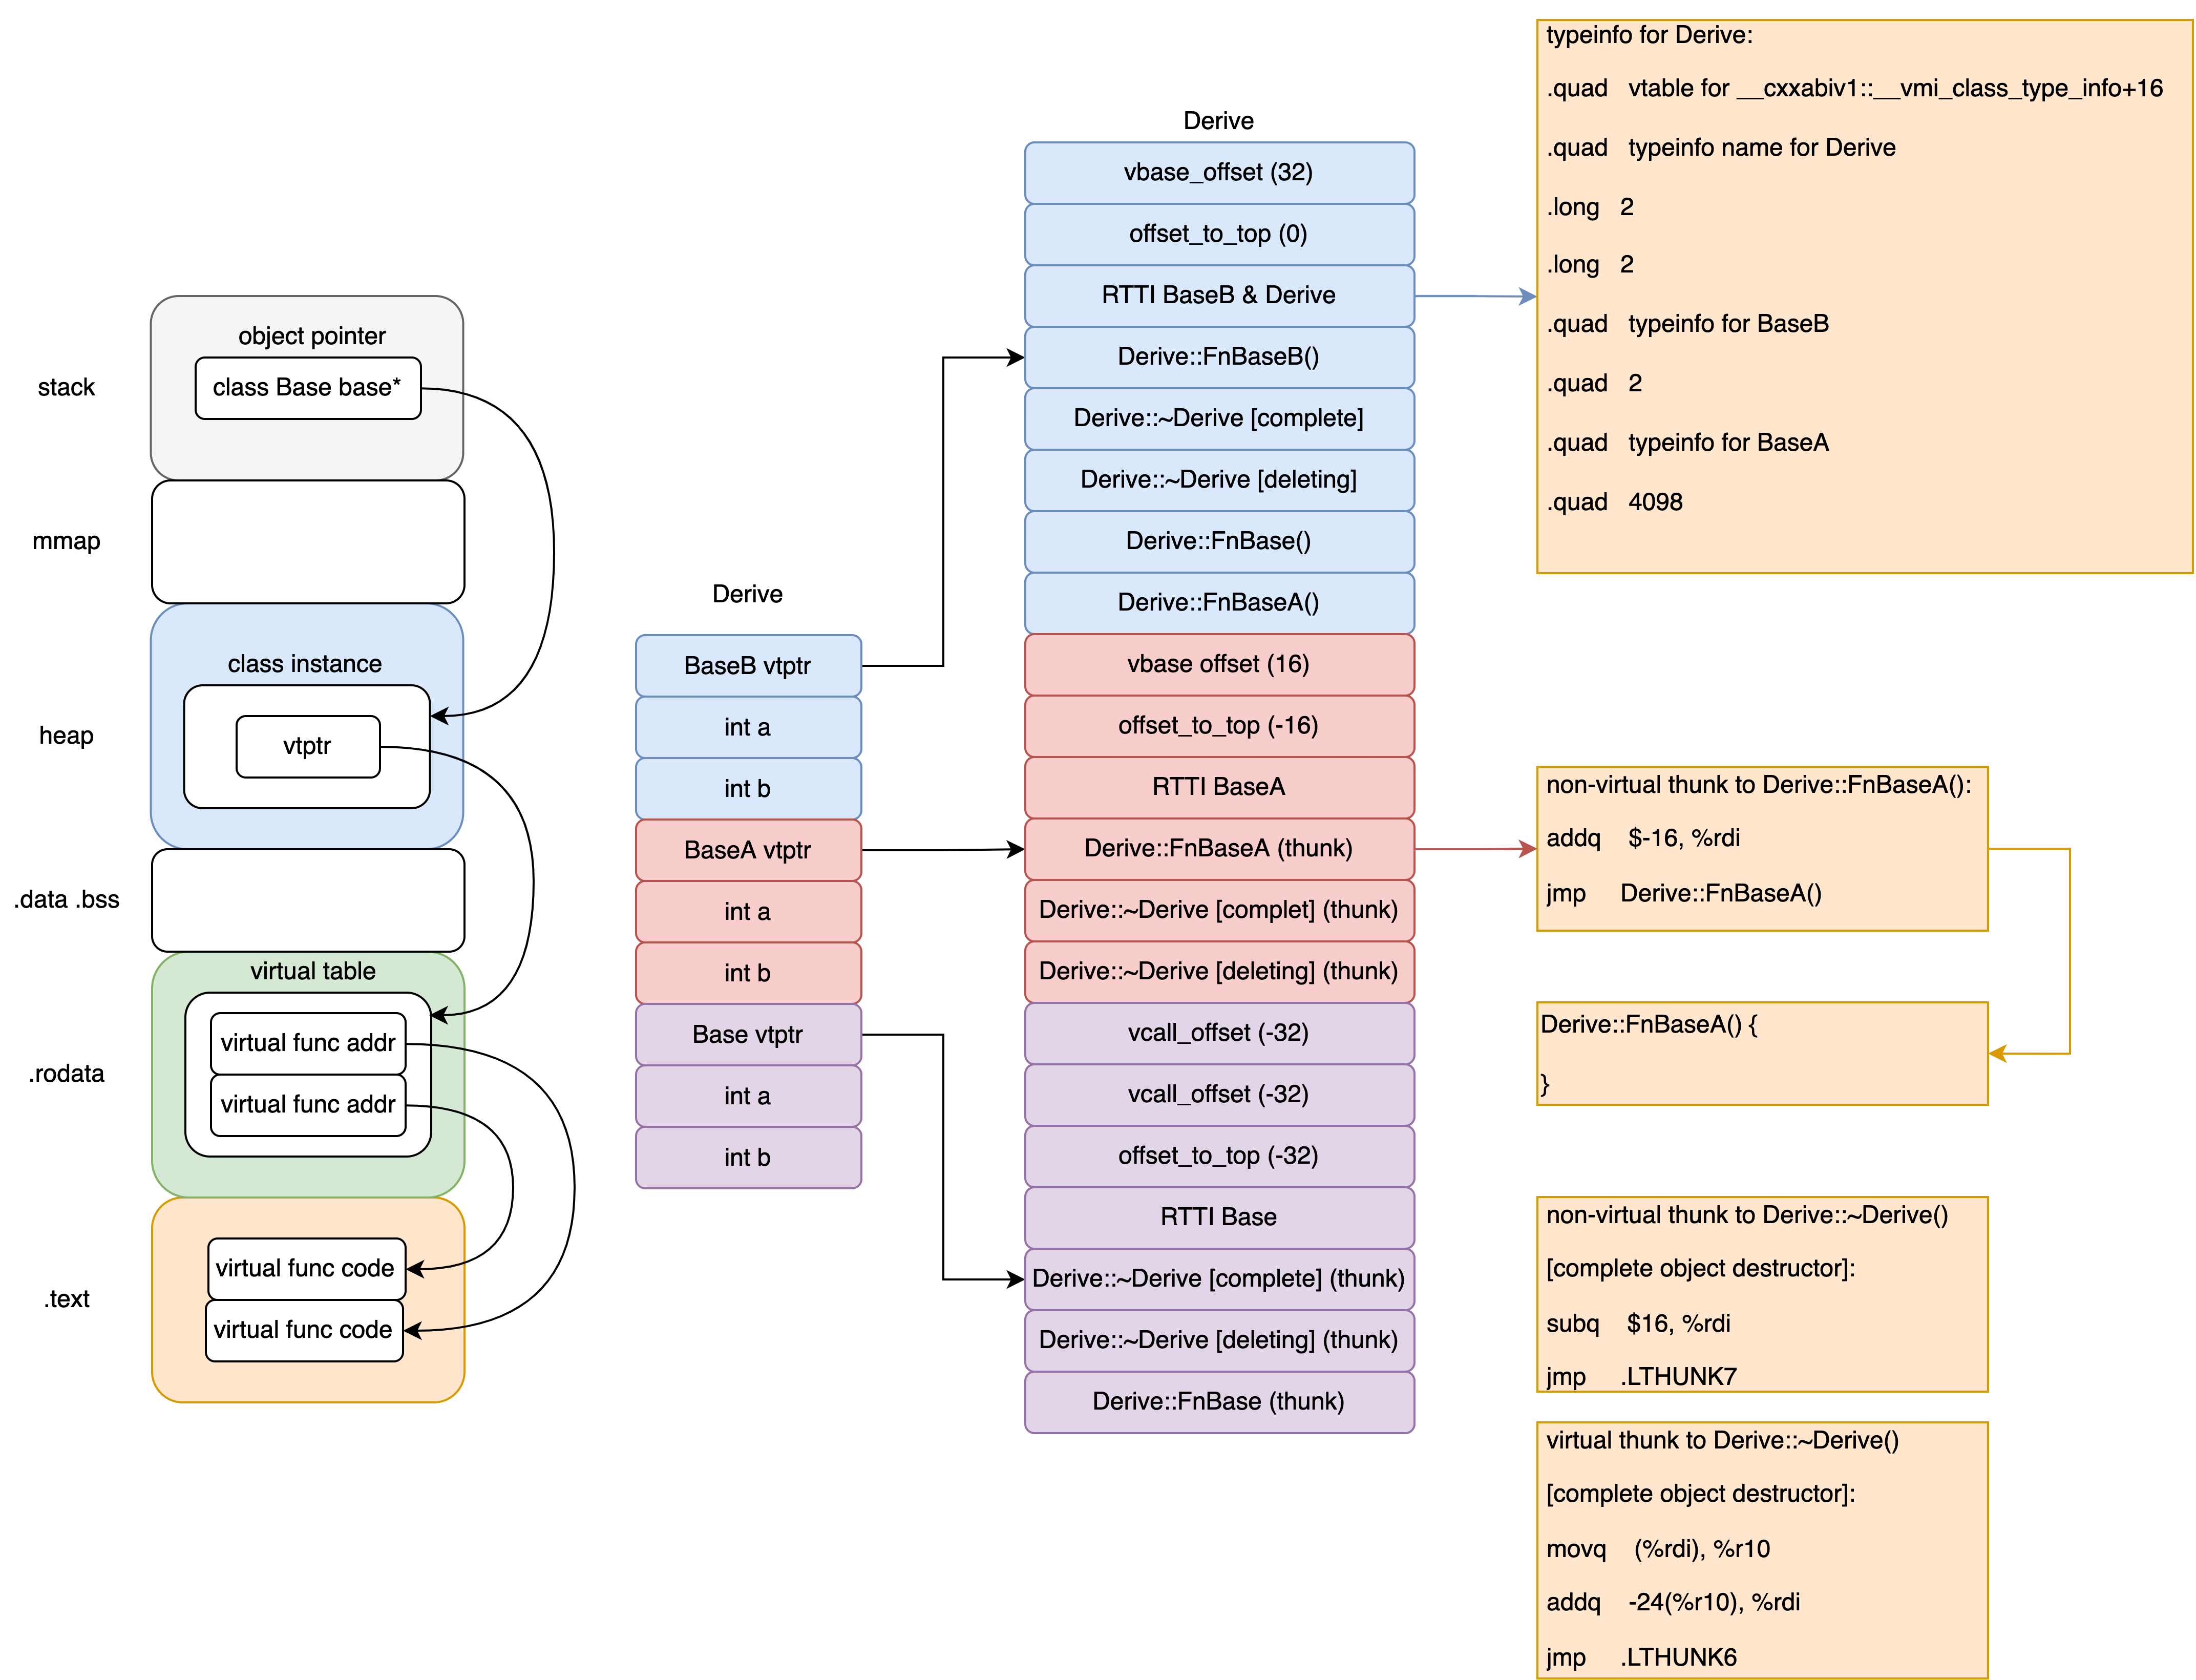 stack
object pointer
class Base base*
mmap
heap
class instance
vtptr
.data .bss
.rodata
virtual table
virtual func addr
virtual func addr
.text
virtual func code
virtual func code
Derive
BaseB vtptr
int a
int b
BaseA vtptr
int a
int b
Base vtptr
int a
int b
Derive
vbase_offset (32)
offset_to_top (0)
RTTI BaseB & Derive
Derive::FnBaseB()
Derive::~Derive [complete]
Derive::~Derive [deleting]
Derive::FnBase()
Derive::FnBaseA()
vbase offset (16)
offset_to_top (-16)
RTTI BaseA
Derive::FnBaseA (thunk)
Derive::~Derive [complet] (thunk)
Derive::~Derive [deleting] (thunk)
vcall_offset (-32)
vcall_offset (-32)
offset_to_top (-32)
RTTI Base
Derive::~Derive [complete] (thunk)
Derive::~Derive [deleting] (thunk)
Derive::FnBase (thunk)
typeinfo for Derive:
.quad vtable for __cxxabiv1::__vmi_class_type_info+16
.quad typeinfo name for Derive
.long 2
.long 2
.quad typeinfo for BaseB
.quad 2
.quad typeinfo for BaseA
.quad 4098
non-virtual thunk to Derive::FnBaseA():
addq $-16, %rdi
jmp Derive::FnBaseA()
Derive::FnBaseA() {
}
non-virtual thunk to Derive::~Derive()
[complete object destructor]:
subq $16, %rdi
jmp .LTHUNK7
virtual thunk to Derive::~Derive()
[complete object destructor]:
movq (%rdi), %r10
addq -24(%r10), %rdi
jmp .LTHUNK6